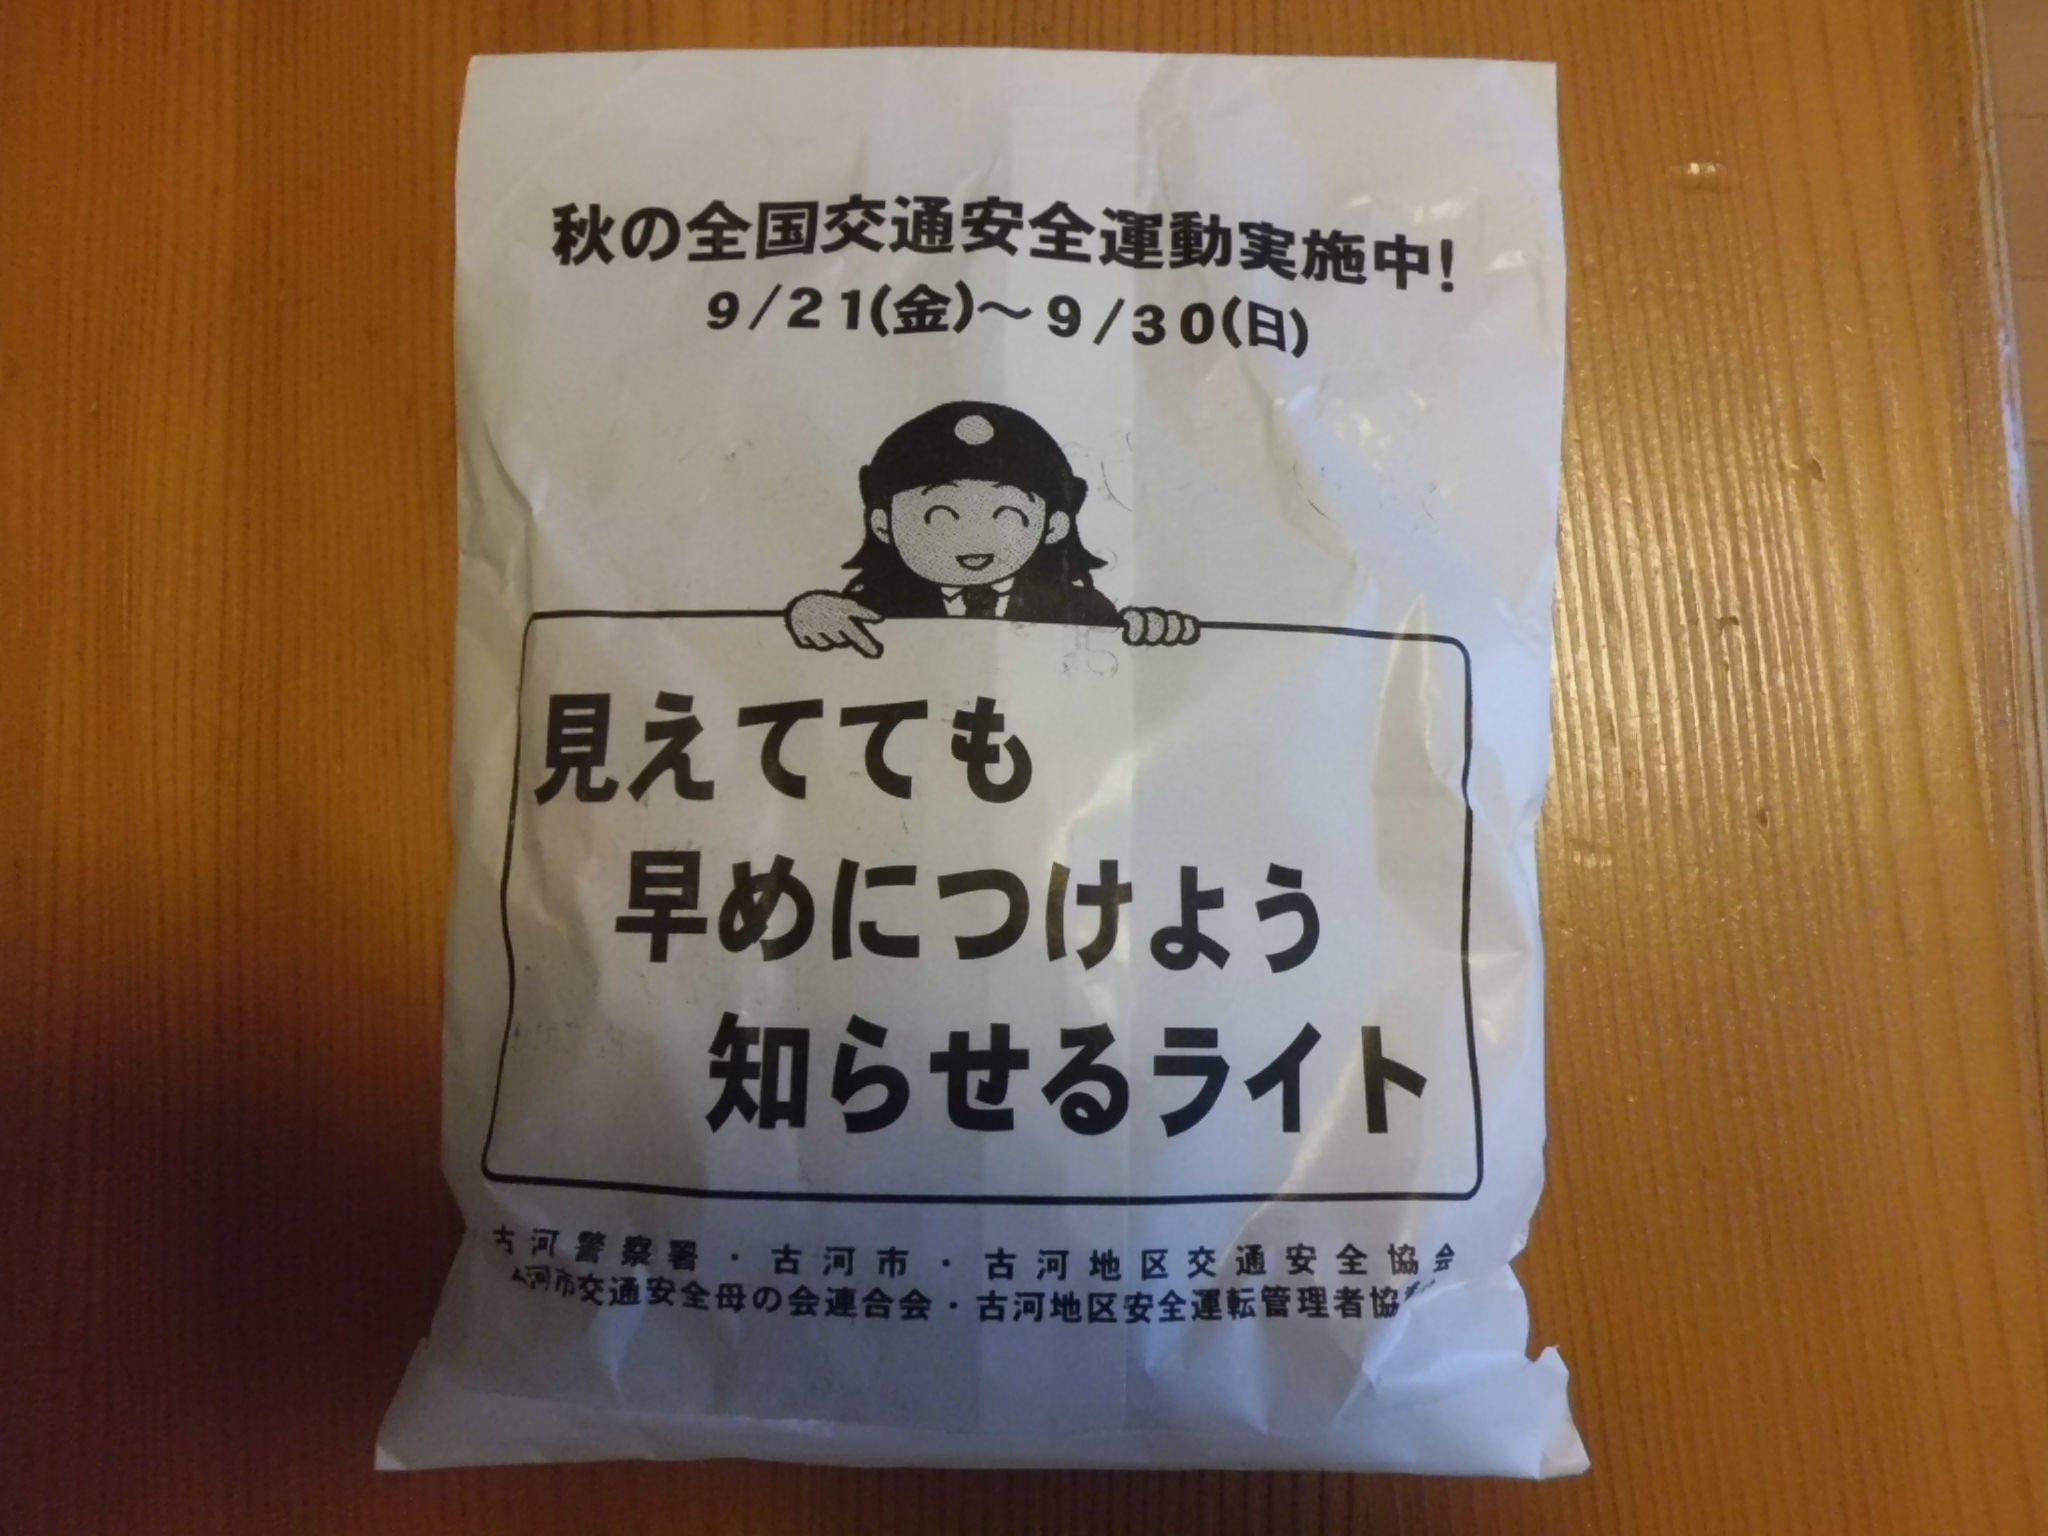 秋の全国交通安全運動実施中！
９／２１(金)～９／３０(日)
見えてても
早めにつけよう
知らせるライト
古河警察署・古河市・古河地区交通安全協会
古河市交通安全母の会連合会・古河地区安全運転管理者協